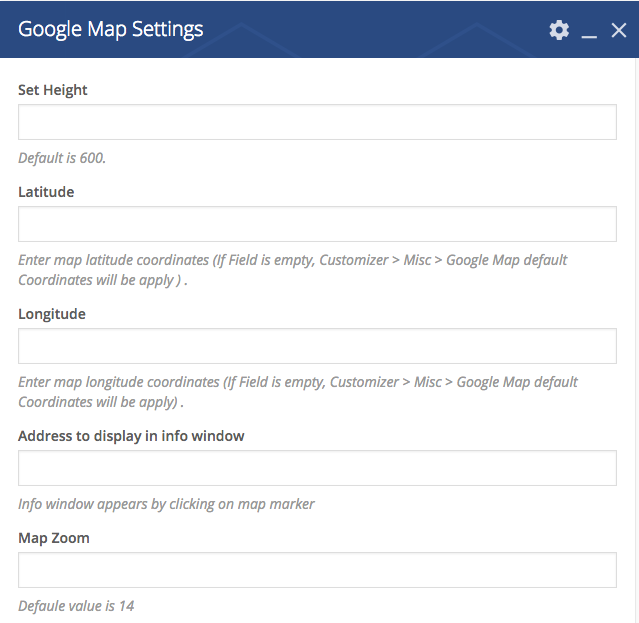 Google Map Settings
Set Height
Default is 600.
Latitude
Enter map latitude coordinates (If Field is empty, Customizer > Misc > Google Map default
Coordinates will be apply ) .
Longitude
Enter map longitude coordinates (If Field is empty, Customizer > Misc > Google Map default
Coordinates will be apply) .
Address to display in info window
Info window appears by clicking on map marker
Map Zoom
Defaule value is 14